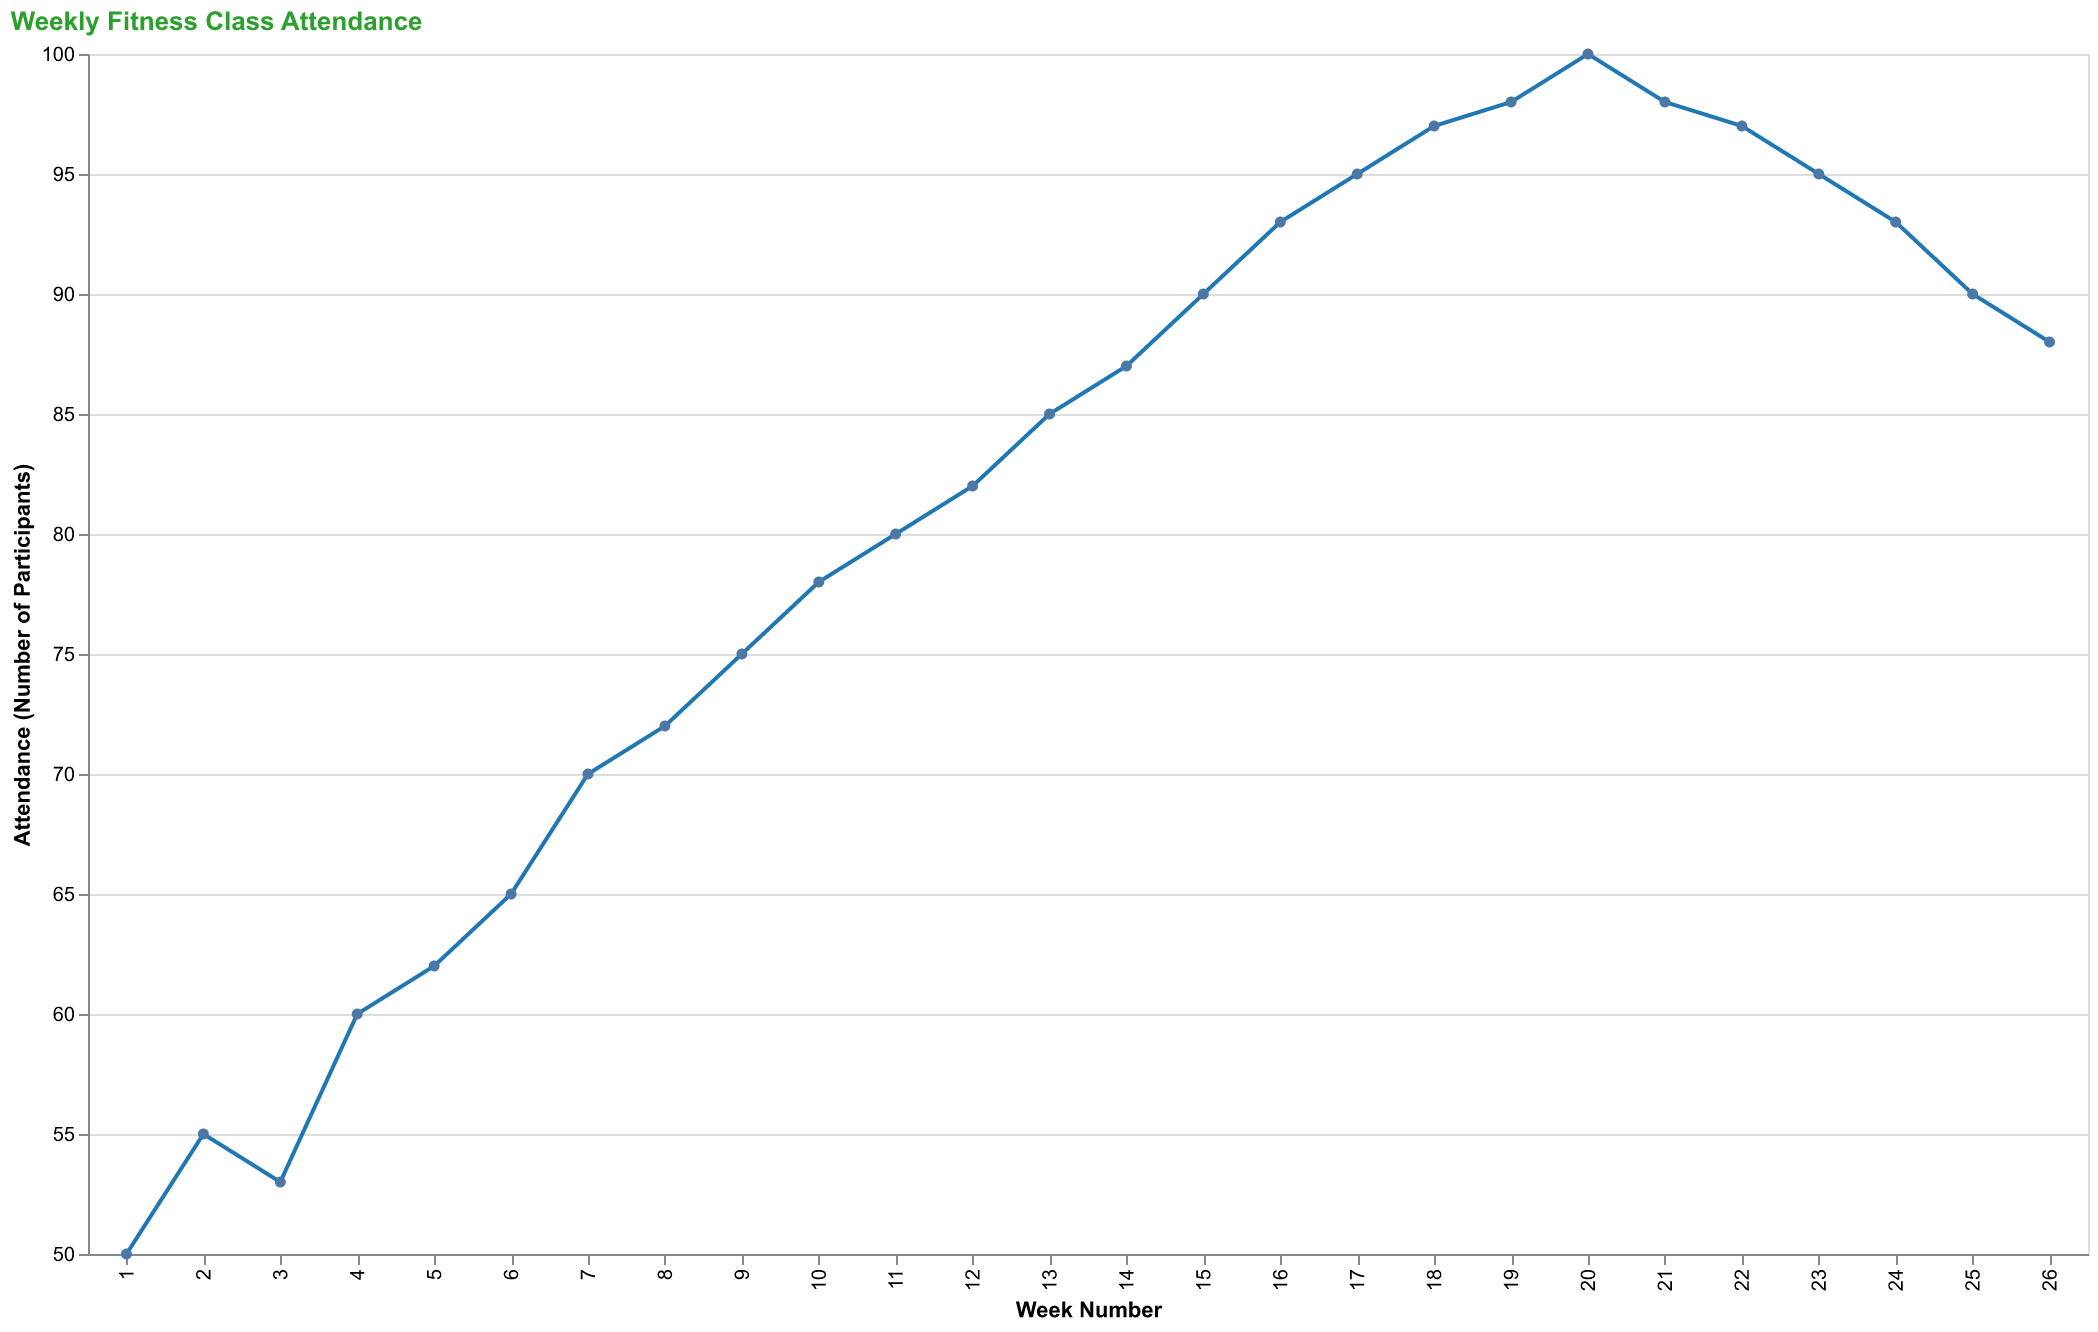 Weekly Fitness Class Attendance
100
95
90
85
80
75
70
65
60
55
50
Attendance (Number of Participants)
1 2 3 4 5 6 7 8 9 10 11 12 13 14 15 16 17 18 19 20 21 22 23 24 25 26
Week Number